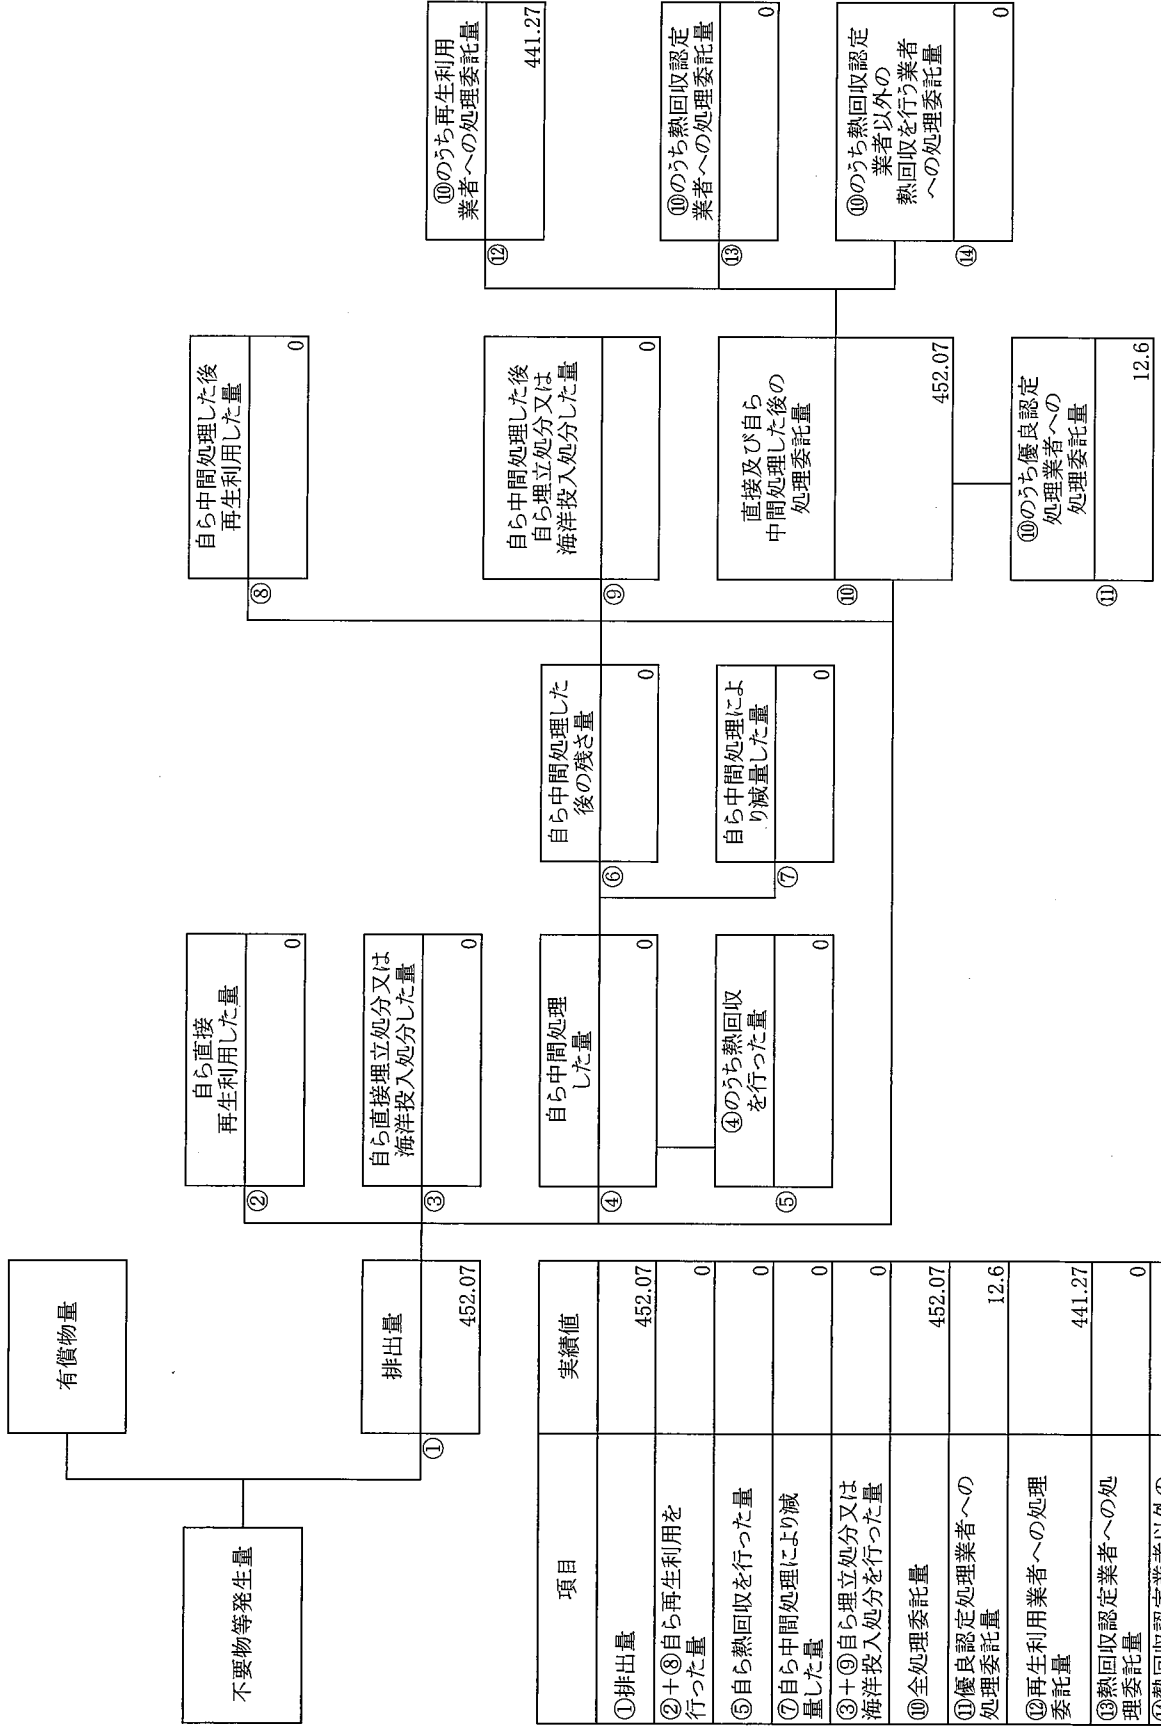 不要物等発生量
有償物量
①
排出量
452.07
②
自ら直接
再生利用した量
0
③
自ら直接埋立処分又は
海洋投入処分した量
0
④
自ら中間処理
した量
0
⑤
④のうち熱回収
を行った量
0
⑥
自ら中間処理した
後の残さ量
0
⑦
自ら中間処理によ
り減量した量
0
⑧
自ら中間処理した後
再生利用した量
0
⑨
自ら中間処理した後
自ら埋立処分又は
海洋投入処分した量
0
⑩
直接及び自ら
中間処理した後の
処理委託量
452.07
⑪
⑩のうち優良認定
処理業者への
処理委託量
12.6
⑫
⑩のうち再生利用
業者への処理委託量
441.27
⑬
⑩のうち熱回収認定
業者への処理委託量
0
⑭
⑩のうち熱回収認定
業者以外の
熱回収を行う業者
への処理委託量
0
項目 実績値
①排出量 452.07
②+⑧自ら再生利用を
行った量 0
⑤自ら熱回収を行った量 0
⑦自ら中間処理により減
量した量 0
③+⑨自ら埋立処分又は
海洋投入処分を行った量 0
⑩全処理委託量 452.07
⑪優良認定処理業者への
処理委託量 12.6
⑫再生利用業者への処理
委託量 441.27
⑬熱回収認定業者への処
理委託量 0
⑭熱回収認定業者以外の